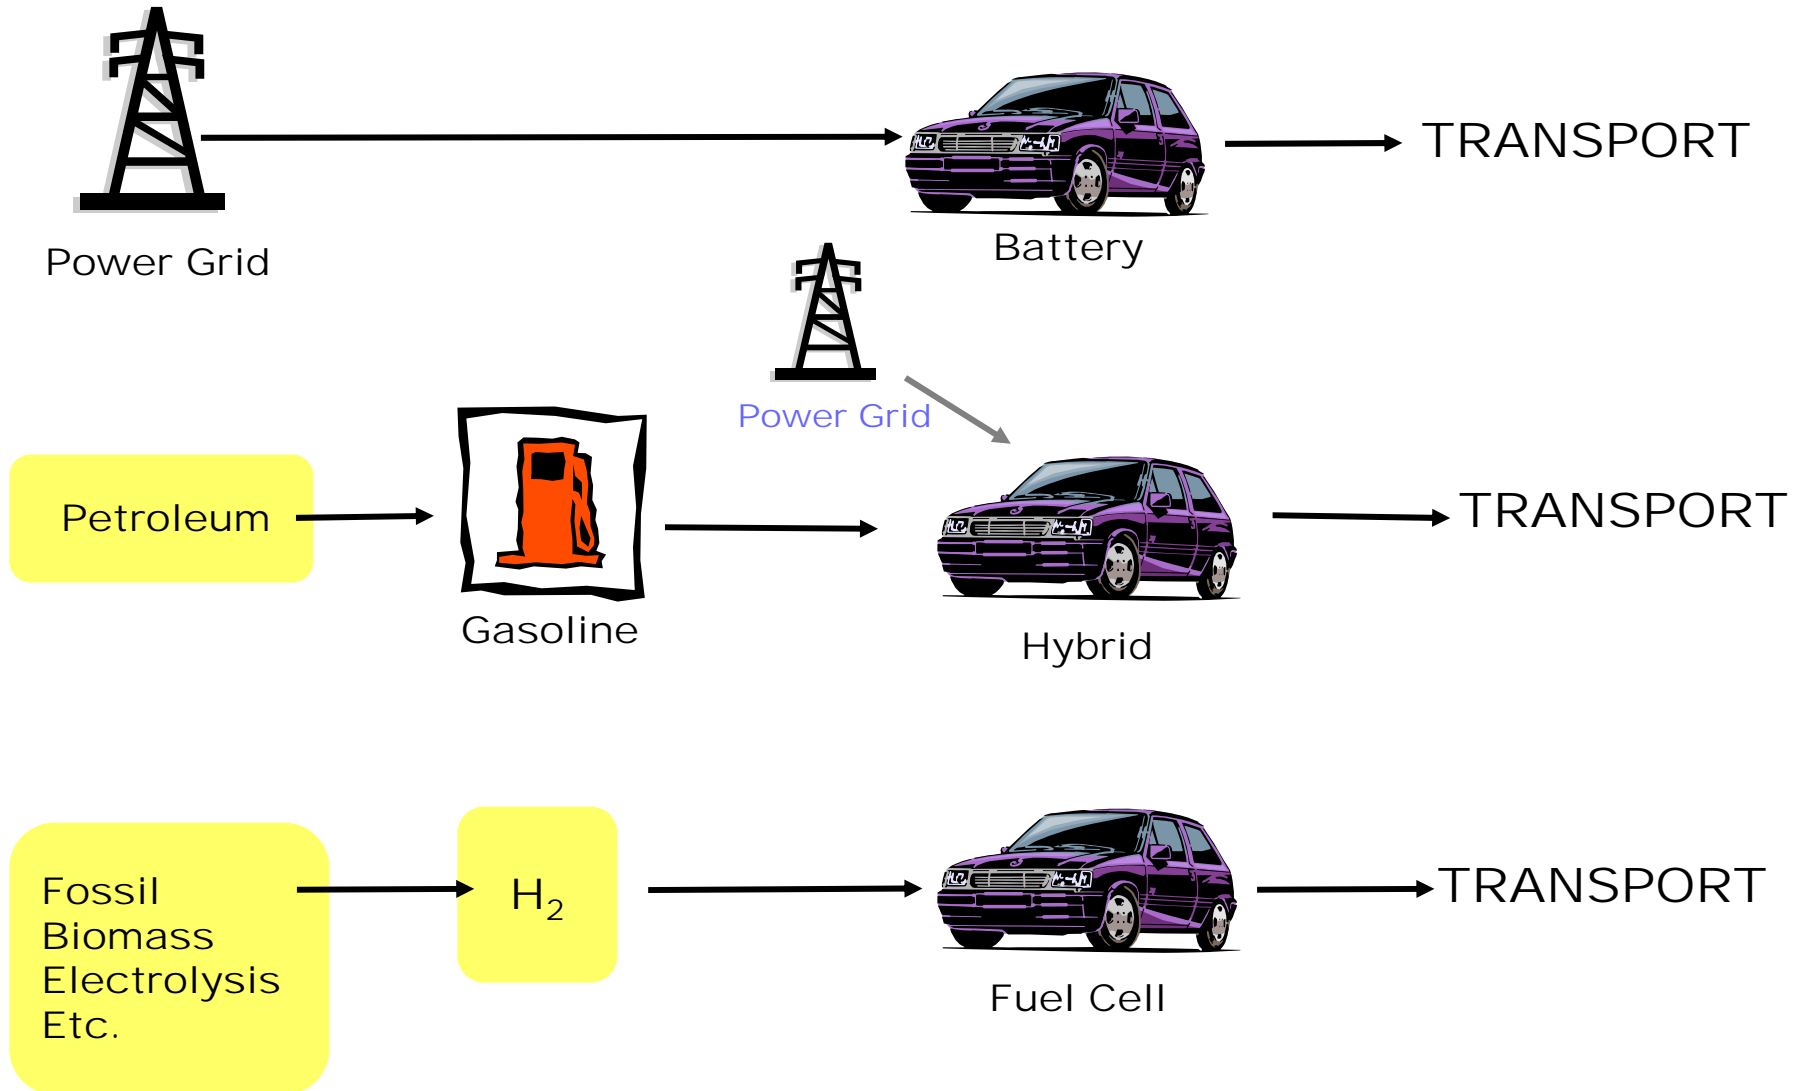 TRANSPORT
Power Grid
Battery
Power Grid
Petroleum
TRANSPORT
Gasoline
Hybrid
Fossil
Biomass
Electrolysis
Etc.
H₂
TRANSPORT
Fuel Cell